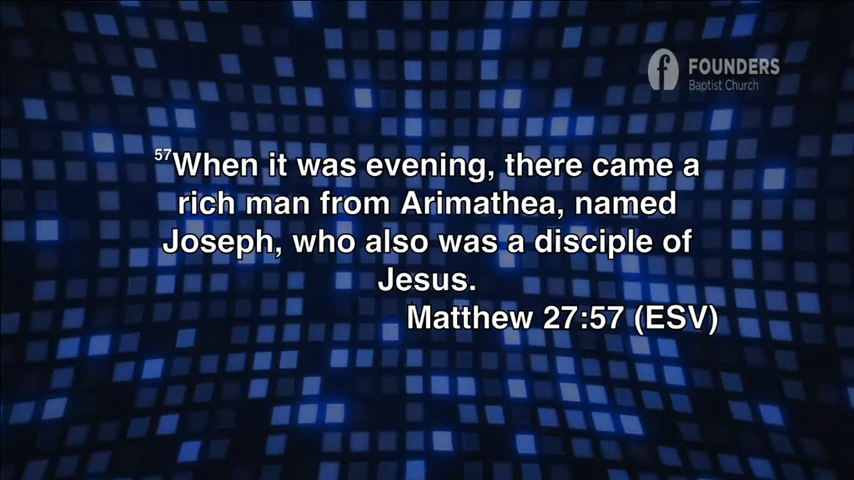 FOUNDERS
Baptist Church
57When it was evening, there came a
rich man from Arimathea, named
Joseph, who also was a disciple of
Jesus.
Matthew 27:57 (ESV)